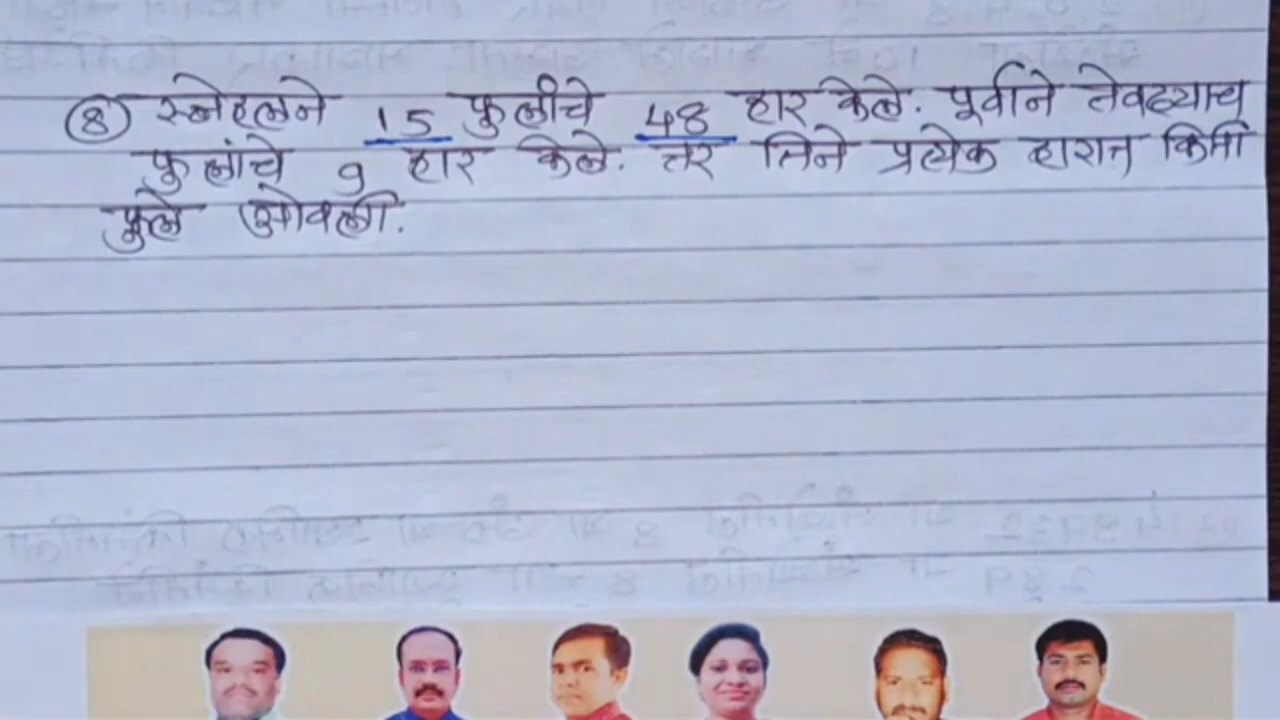 (8) स्नेहलने 15 फुलांचे 48 हार केले. पूर्वाने तेवढ्याच
फुलांचे 9 हार केले. तर तिने प्रत्येक हारात किती
फुले ओवली.